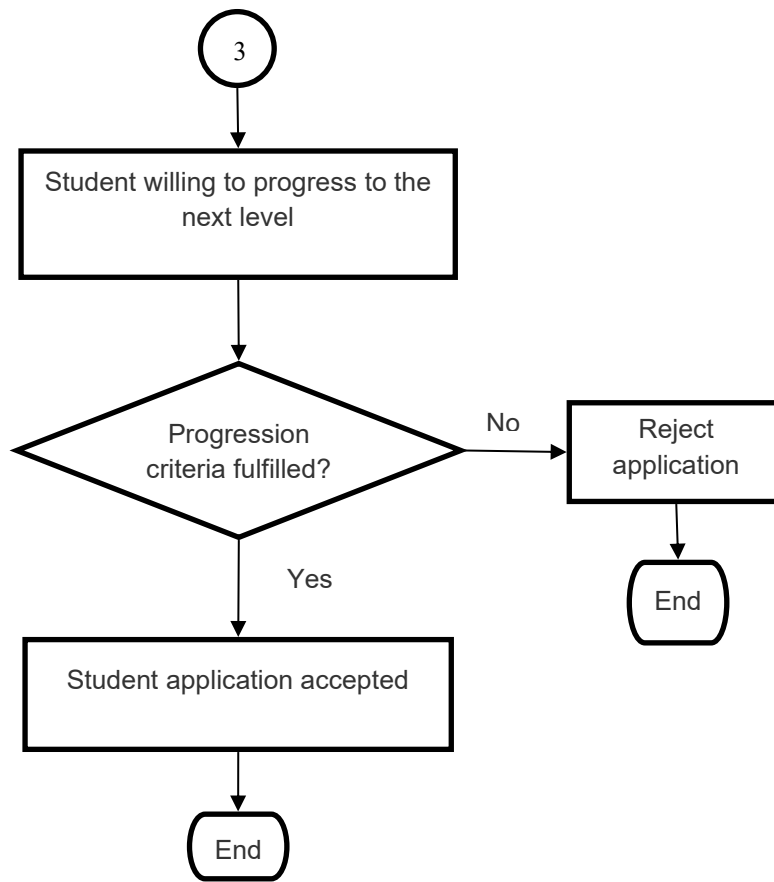 3
Student willing to progress to the
next level
Progression
criteria fulfilled?
No
Reject
application
Yes
End
Student application accepted
End